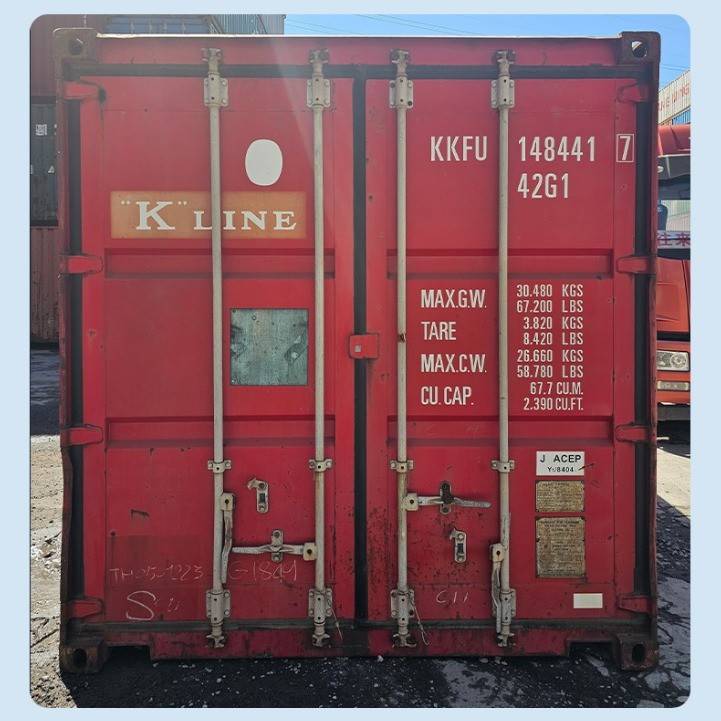 "K" LINE
KKFU 148441 7
42G1
MAX.G.W. 30.480 KGS
67.200 LBS
TARE 3.820 KGS
8.420 LBS
MAX.C.W. 26.660 KGS
58.780 LBS
CU. CAP. 67.7 CU.M.
2.390 CU.FT.
J ACEP